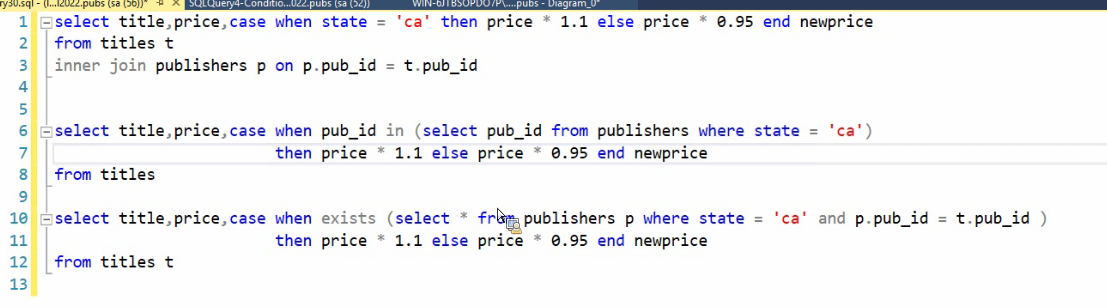 ry30.sql - (l...l2022.pubs (sa (56))* SQLQuery4-Conditio...022.pubs (sa (52)) WIN-6JTBSOPDO7P\....pubs - Diagram_0*
1 select title,price,case when state = 'ca' then price * 1.1 else price * 0.95 end newprice
2 from titles t
3 inner join publishers p on p.pub_id = t.pub_id
4
5
6 select title,price,case when pub_id in (select pub_id from publishers where state = 'ca')
7 then price * 1.1 else price * 0.95 end newprice
8 from titles
9
10 select title,price,case when exists (select * from publishers p where state = 'ca' and p.pub_id = t.pub_id )
11 then price * 1.1 else price * 0.95 end newprice
12 from titles t
13